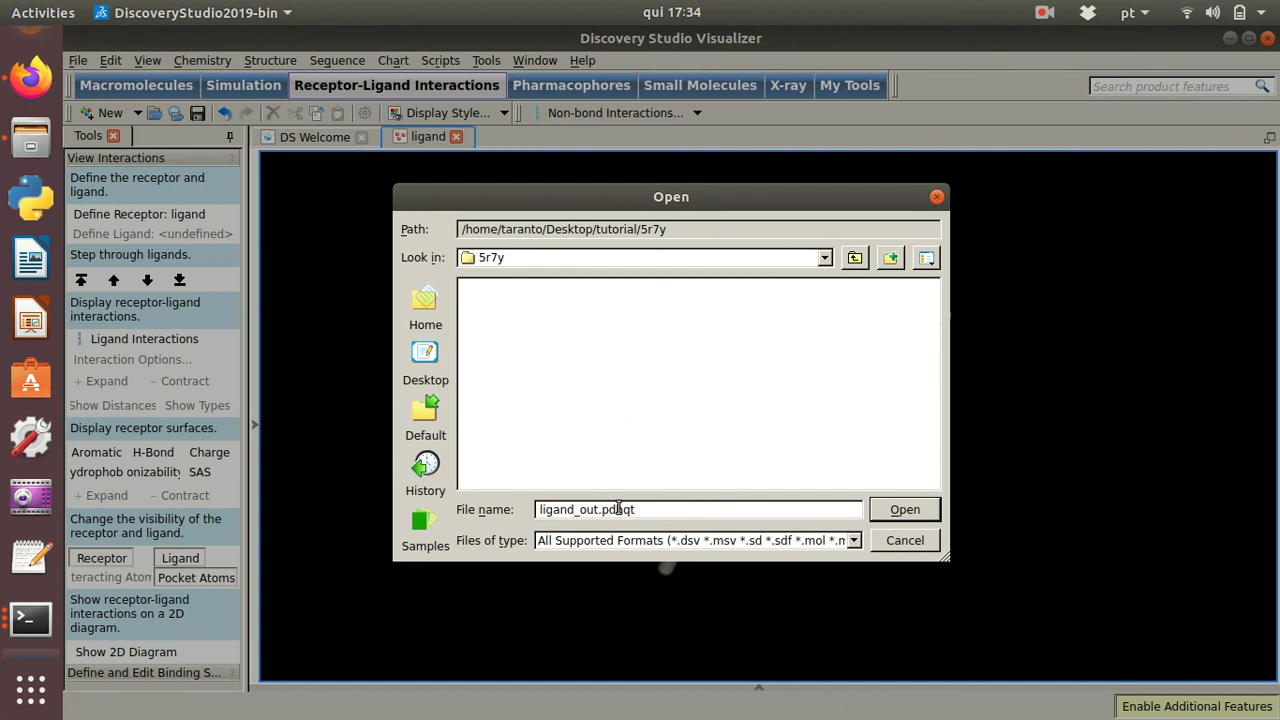 Activities DiscoveryStudio2019-bin qui 17:34 pt
Discovery Studio Visualizer
File Edit View Chemistry Structure Sequence Chart Scripts Tools Window Help
Macromolecules Simulation Receptor-Ligand Interactions Pharmacophores Small Molecules X-ray My Tools Search product features
New Display Style... Non-bond Interactions...
Tools DS Welcome ligand
View Interactions
Define the receptor and
ligand.
Define Receptor: ligand
Define Ligand: <undefined>
Step through ligands.
Display receptor-ligand
interactions.
Ligand Interactions
Interaction Options...
+ Expand - Contract
Show Distances Show Types
Display receptor surfaces.
Aromatic H-Bond Charge
ydrophob onizability SAS
+ Expand - Contract
Change the visibility of the
receptor and ligand.
Receptor Ligand
teracting Atom Pocket Atoms
Show receptor-ligand
interactions on a 2D
diagram.
Show 2D Diagram
Define and Edit Binding S...
Open
Path: /home/taranto/Desktop/tutorial/5r7y
Look in: 5r7y
Home
Desktop
Default
History
Samples
File name: ligand_out.pdbqt Open
Files of type: All Supported Formats (*.dsv *.msv *.sd *.sdf *.mol *.m Cancel
Enable Additional Features